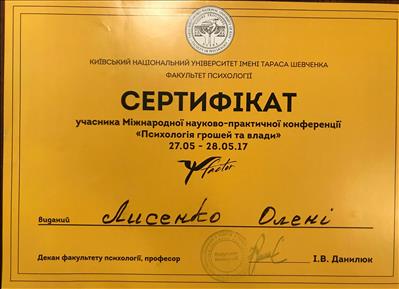 КИЇВСЬКИЙ НАЦІОНАЛЬНИЙ УНІВЕРСИТЕТ ІМЕНІ ТАРАСА ШЕВЧЕНКА
ФАКУЛЬТЕТ ПСИХОЛОГІЇ
СЕРТИФІКАТ
учасника Міжнародної науково-практичної конференції
«Психологія грошей та влади»
27.05 - 28.05.17
factor
виданий Лисенко Олені
Декан факультету психології, професор І.В. Данилюк